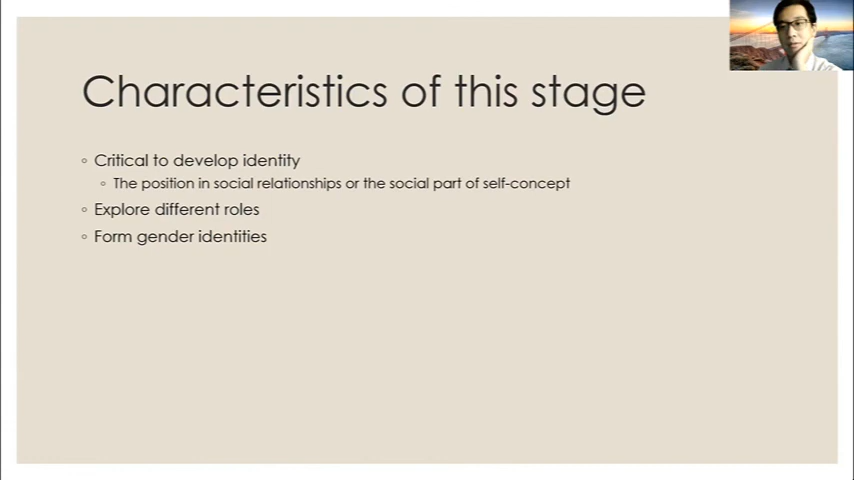 Characteristics of this stage
◦ Critical to develop identity
◦ The position in social relationships or the social part of self-concept
◦ Explore different roles
◦ Form gender identities